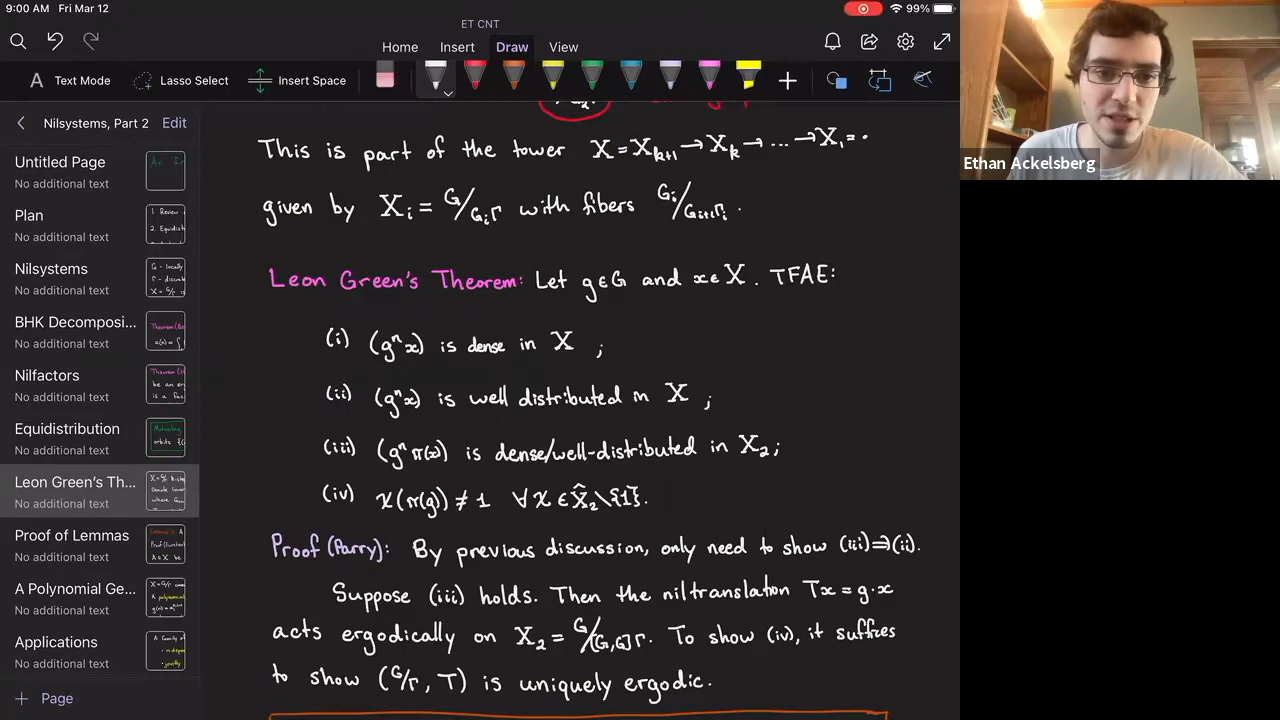 9:00 AM Fri Mar 12
99%
ET CNT
Home Insert Draw View
Text Mode Lasso Select Insert Space
Nilsystems, Part 2 Edit
Untitled Page
No additional text
Plan
No additional text
Nilsystems
No additional text
BHK Decomposi...
No additional text
Nilfactors
No additional text
Equidistribution
No additional text
Leon Green's Th...
No additional text
Proof of Lemmas
No additional text
A Polynomial Ge...
No additional text
Applications
No additional text
Page
This is part of the tower X = X_{k+1} → X_k → ... → X_1 = ·
given by X_i = G/G_iΓ with fibers G_i/G_{i+1}Γ_i .
Leon Green's Theorem: Let g∈G and x∈X. TFAE:
(i) (gⁿx) is dense in X ;
(ii) (gⁿx) is well distributed in X ;
(iii) (gⁿπ(x)) is dense/well-distributed in X_2;
(iv) χ(π(g)) ≠ 1 ∀χ∈X̂_2\{1}.
Proof (Parry): By previous discussion, only need to show (iii)⇒(ii).
Suppose (iii) holds. Then the niltranslation Tx = g·x
acts ergodically on X_2 = G/[G,G]Γ. To show (iv), it suffices
to show (G/Γ, T) is uniquely ergodic.
Ethan Ackelsberg